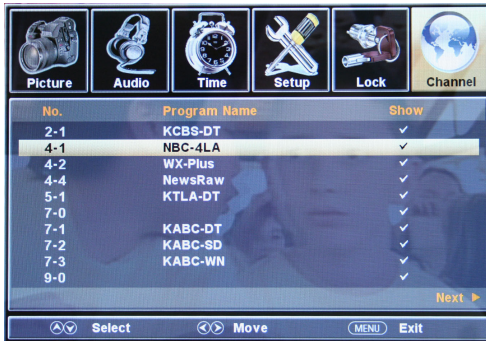 Picture Audio Time Setup Lock Channel
No. Program Name Show
2-1 KCBS-DT
4-1 NBC-4LA
4-2 WX-Plus
4-4 NewsRaw
5-1 KTLA-DT
7-0
7-1 KABC-DT
7-2 KABC-SD
7-3 KABC-WN
9-0
Next
Select Move MENU Exit